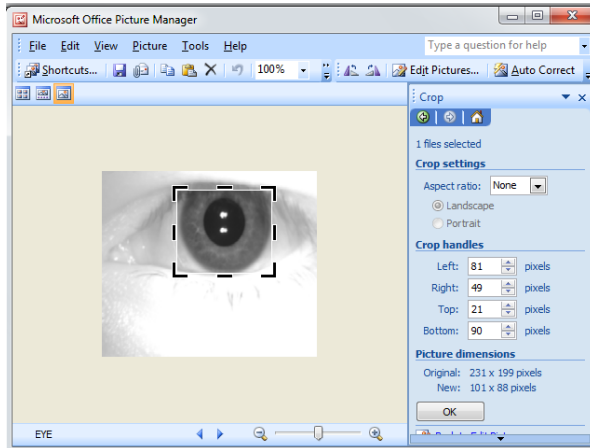 Microsoft Office Picture Manager
File Edit View Picture Tools Help
Type a question for help
Shortcuts... 100% Edit Pictures... Auto Correct
Crop
1 files selected
Crop settings
Aspect ratio: None
Landscape
Portrait
Crop handles
Left: 81 pixels
Right: 49 pixels
Top: 21 pixels
Bottom: 90 pixels
Picture dimensions
Original: 231 x 199 pixels
New: 101 x 88 pixels
OK
EYE